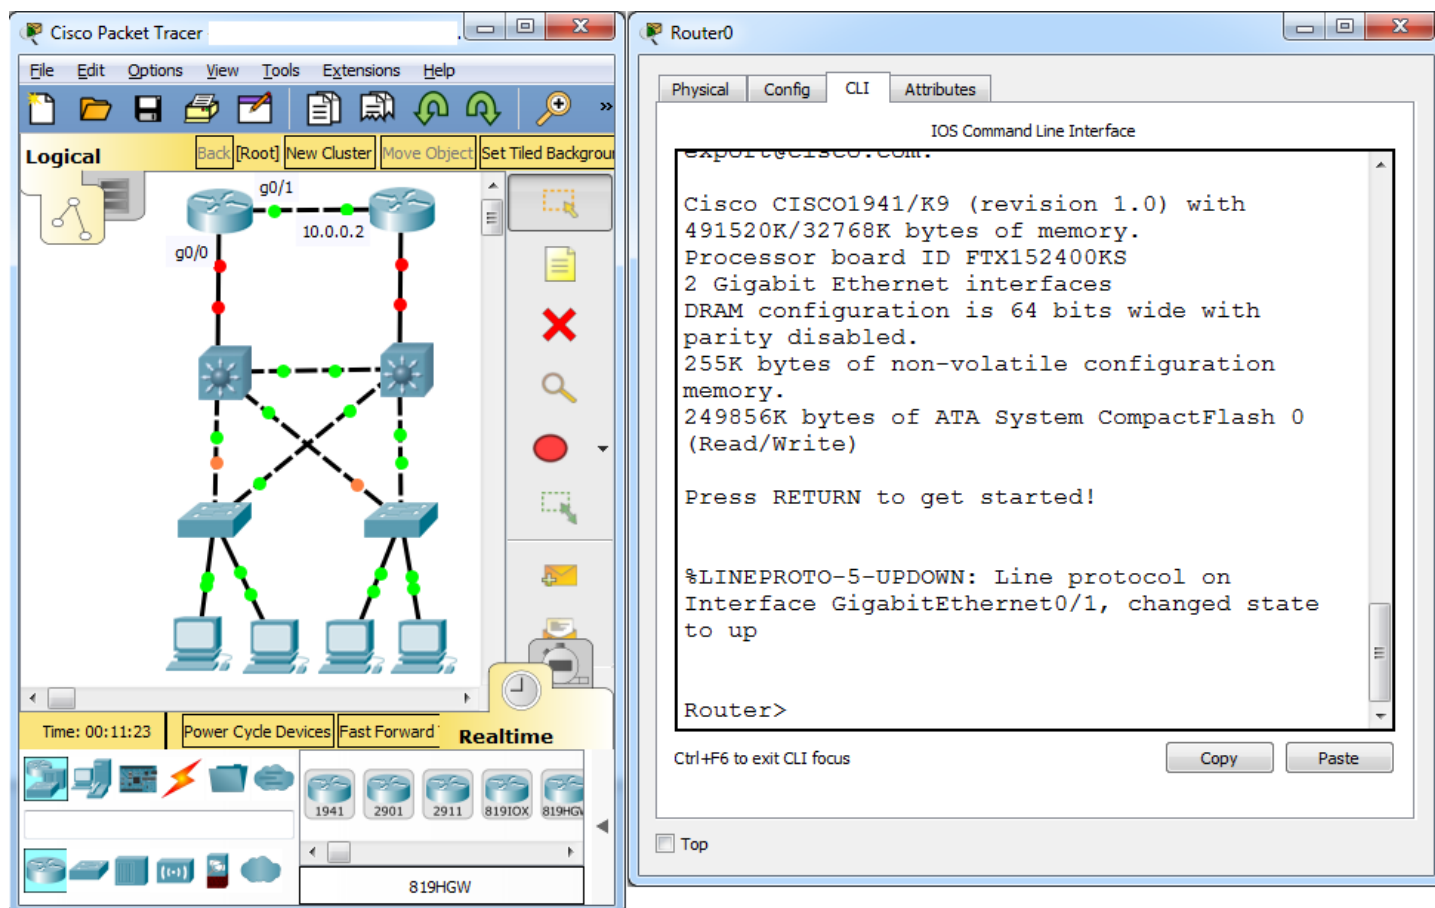 Cisco Packet Tracer
File Edit Options View Tools Extensions Help
Logical
Back [Root] New Cluster Move Object Set Tiled Backgrou
g0/1
10.0.0.2
g0/0
Time: 00:11:23 Power Cycle Devices Fast Forward Realtime
1941 2901 2911 819IOX 819HGW
819HGW
Router0
Physical Config CLI Attributes
IOS Command Line Interface
export@cisco.com.
Cisco CISCO1941/K9 (revision 1.0) with
491520K/32768K bytes of memory.
Processor board ID FTX152400KS
2 Gigabit Ethernet interfaces
DRAM configuration is 64 bits wide with
parity disabled.
255K bytes of non-volatile configuration
memory.
249856K bytes of ATA System CompactFlash 0
(Read/Write)
Press RETURN to get started!
%LINEPROTO-5-UPDOWN: Line protocol on
Interface GigabitEthernet0/1, changed state
to up
Router>
Ctrl+F6 to exit CLI focus Copy Paste
Top